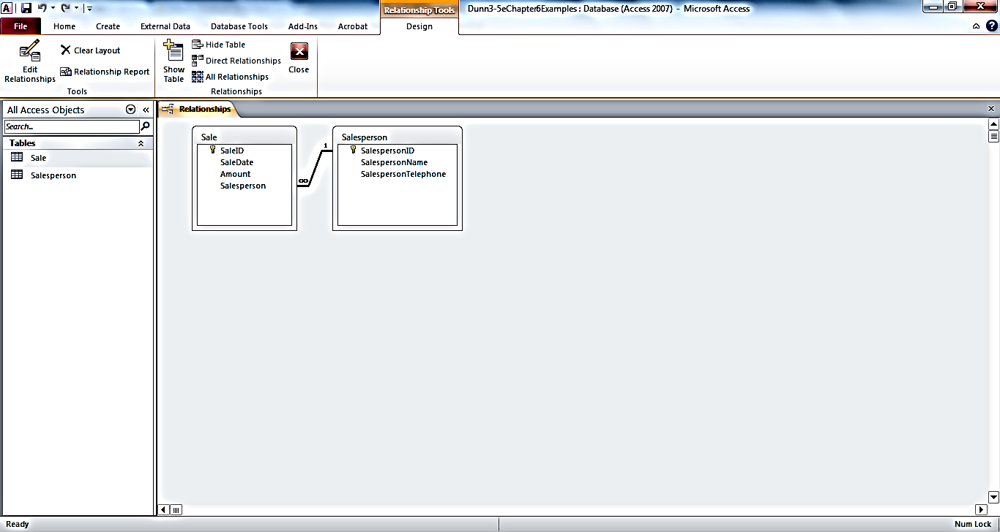 Relationship Tools
Dunn3-5eChapter6Examples : Database (Access 2007) - Microsoft Access
File Home Create External Data Database Tools Add-Ins Acrobat Design
Edit Relationships
Clear Layout
Relationship Report
Tools
Show Table
Hide Table
Direct Relationships
All Relationships
Close
Relationships
All Access Objects
Search...
Tables
Sale
Salesperson
Relationships
Sale
SaleID
SaleDate
Amount
Salesperson
∞
1
Salesperson
SalespersonID
SalespersonName
SalespersonTelephone
Ready
Num Lock